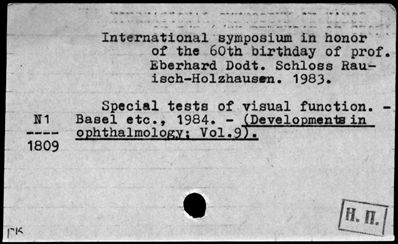 International symposium in honor
of the 60th birthday of prof.
Eberhard Dodt. Schloss Rau-
isch-Holzhausen. 1983.
Special tests of visual function. -
N1 Basel etc., 1984. - (Developments in
---- ophthalmology; Vol.9).
1809
Н. П.
рк